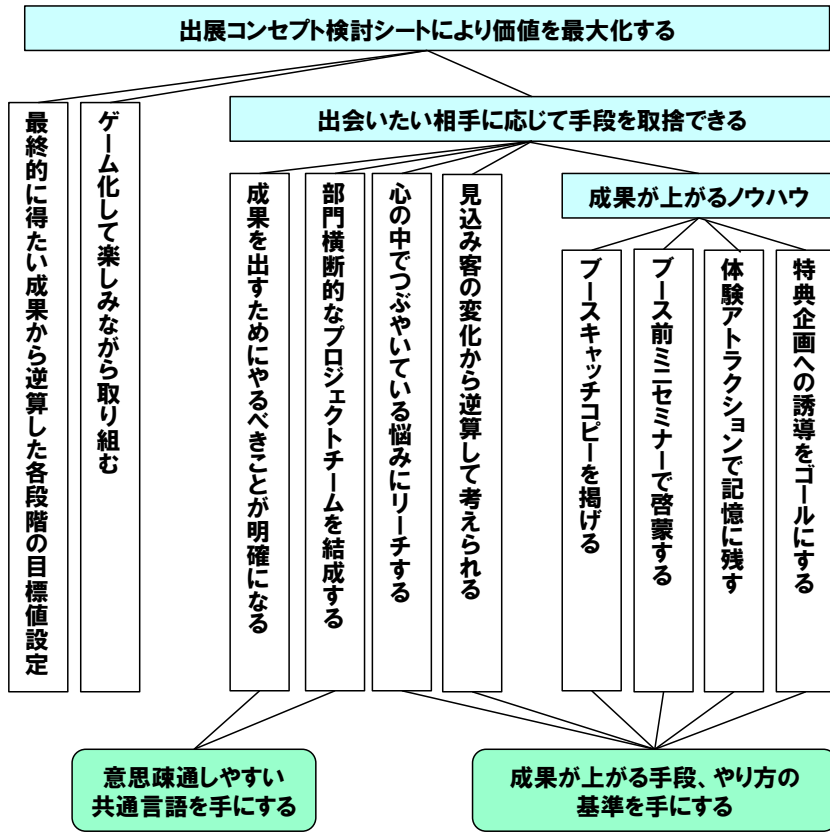 出展コンセプト検討シートにより価値を最大化する
最終的に得たい成果から逆算した各段階の目標値設定
ゲーム化して楽しみながら取り組む
出会いたい相手に応じて手段を取捨できる
成果を出すためにやるべきことが明確になる
部門横断的なプロジェクトチームを結成する
心の中でつぶやいている悩みにリーチする
見込み客の変化から逆算して考えられる
成果が上がるノウハウ
ブースキャッチコピーを掲げる
ブース前ミニセミナーで啓蒙する
体験アトラクションで記憶に残す
特典企画への誘導をゴールにする
意思疎通しやすい
共通言語を手にする
成果が上がる手段、やり方の
基準を手にする